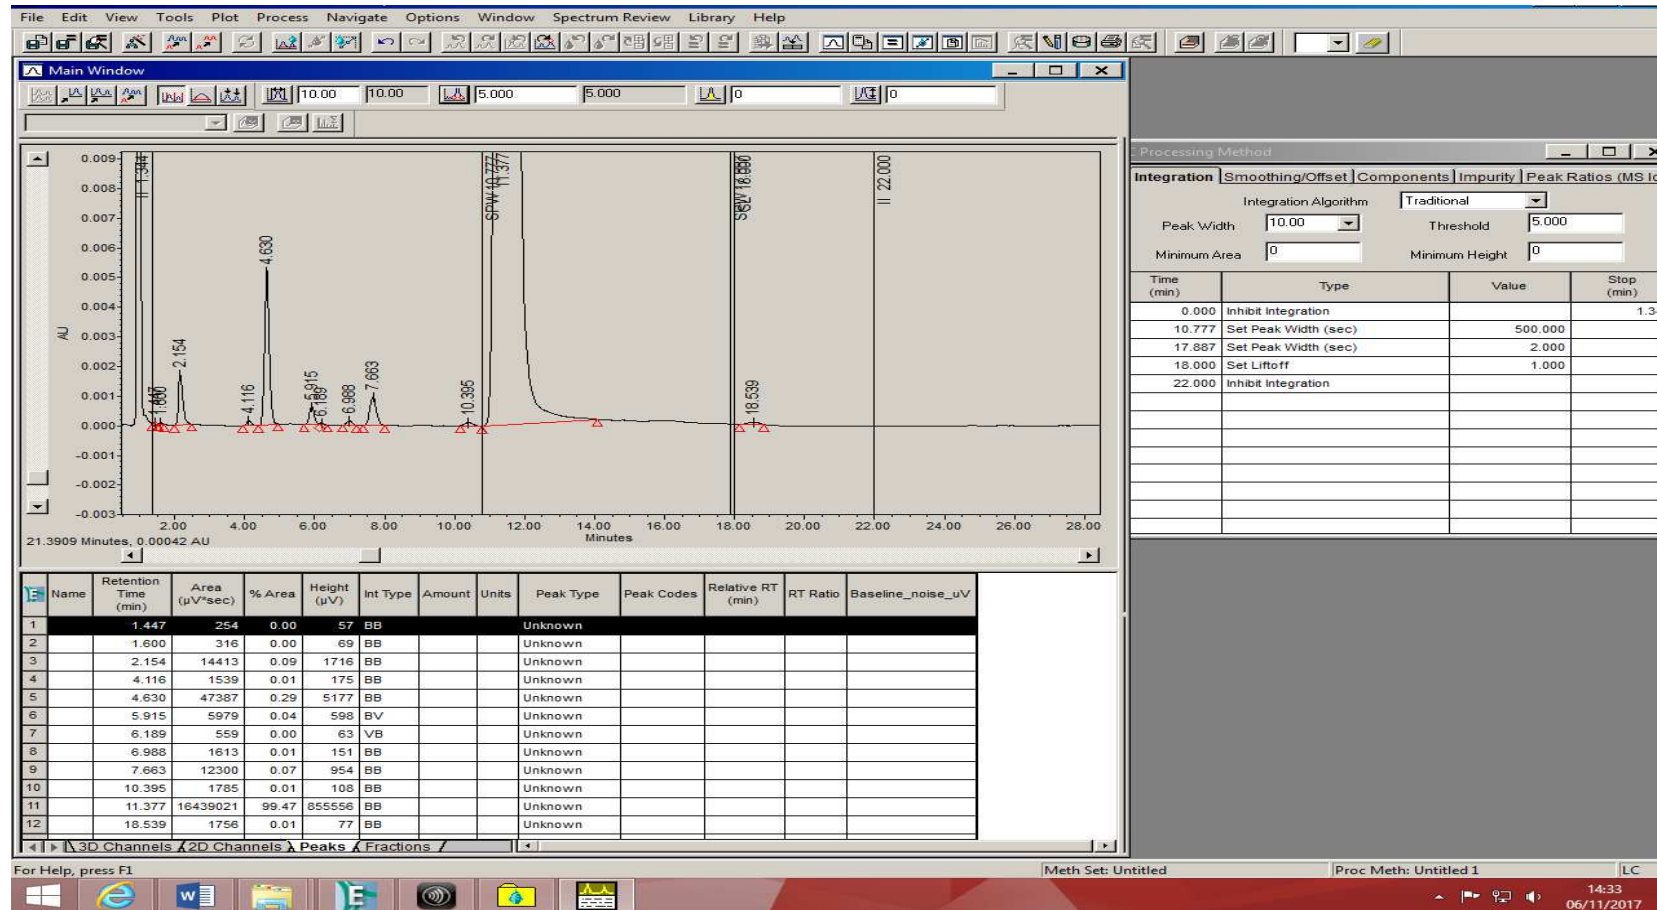 File Edit View Tools Plot Process Navigate Options Window Spectrum Review Library Help
Main Window
10.00 10.00 5.000 5.000 0 0
0.009
0.008
0.007
0.006
0.005
0.004
0.003
0.002
0.001
0.000
-0.001
-0.002
-0.003
AU
II 1.344
1.600
2.154
4.116
4.630
5.915
6.189
6.988
7.663
10.395
SPW 10.777
11.377
18.539
II 22.000
2.00 4.00 6.00 8.00 10.00 12.00 14.00 16.00 18.00 20.00 22.00 24.00 26.00 28.00
Minutes
21.3909 Minutes, 0.00042 AU
Processing Method
Integration Smoothing/Offset Components Impurity Peak Ratios (MS
Integration Algorithm Traditional
Peak Width 10.00 Threshold 5.000
Minimum Area 0 Minimum Height 0
Time (min) Type Value Stop (min)
0.000 Inhibit Integration 1.3
10.777 Set Peak Width (sec) 500.000
17.887 Set Peak Width (sec) 2.000
18.000 Set Liftoff 1.000
22.000 Inhibit Integration
Name Retention Time (min) Area (µV*sec) % Area Height (µV) Int Type Amount Units Peak Type Peak Codes Relative RT (min) RT Ratio Baseline_noise_uV
1 1.447 254 0.00 57 BB Unknown
2 1.600 316 0.00 69 BB Unknown
3 2.154 14413 0.09 1716 BB Unknown
4 4.116 1539 0.01 175 BB Unknown
5 4.630 47387 0.29 5177 BB Unknown
6 5.915 5979 0.04 598 BV Unknown
7 6.189 559 0.00 63 VB Unknown
8 6.988 1613 0.01 151 BB Unknown
9 7.663 12300 0.07 954 BB Unknown
10 10.395 1785 0.01 108 BB Unknown
11 11.377 16439021 99.47 855556 BB Unknown
12 18.539 1756 0.01 77 BB Unknown
3D Channels 2D Channels Peaks Fractions
For Help, press F1 Meth Set: Untitled Proc Meth: Untitled 1 LC
14:33
06/11/2017